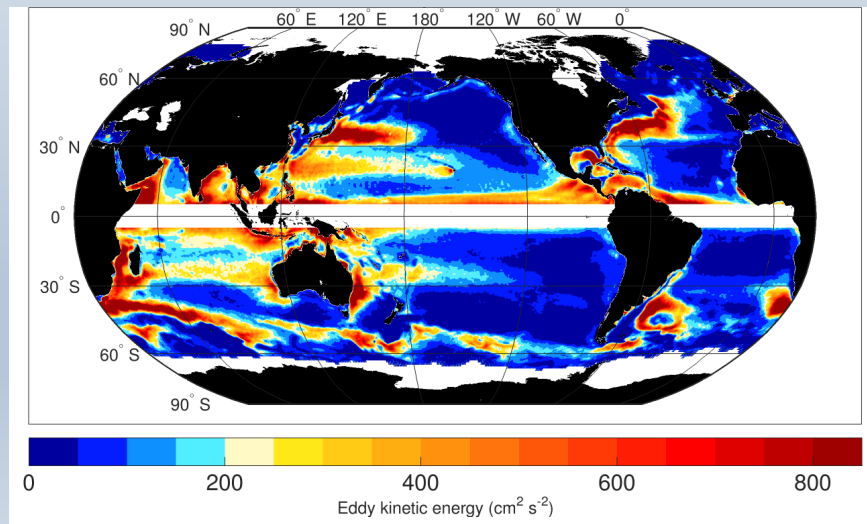 60° E 120° E 180° 120° W 60° W 0°
90° N
60° N
30° N
0°
30° S
60° S
90° S
0 200 400 600 800
Eddy kinetic energy (cm² s⁻²)